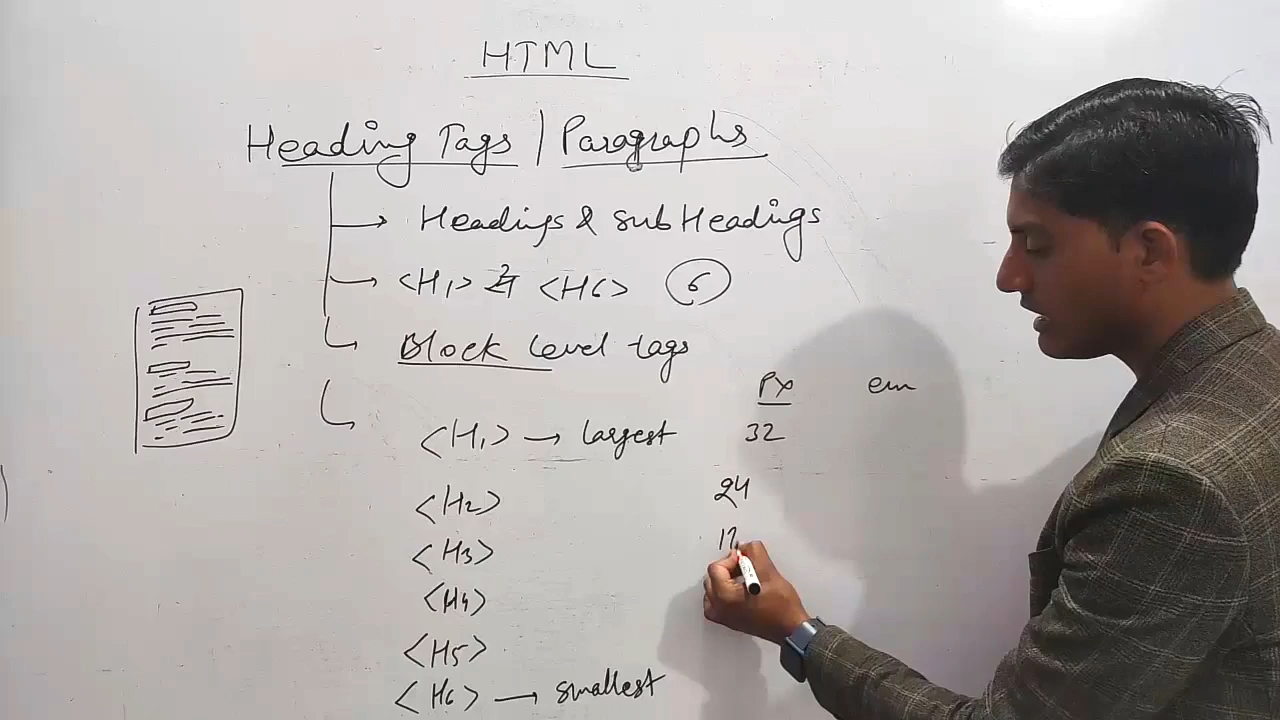 HTML
Heading Tags | Paragraphs
Headings & sub Headings
<H1> <H6> 6
Block level tags
px em
<H1> → largest 32
<H2> 24
<H3>
<H4>
<H5>
<H6> → smallest